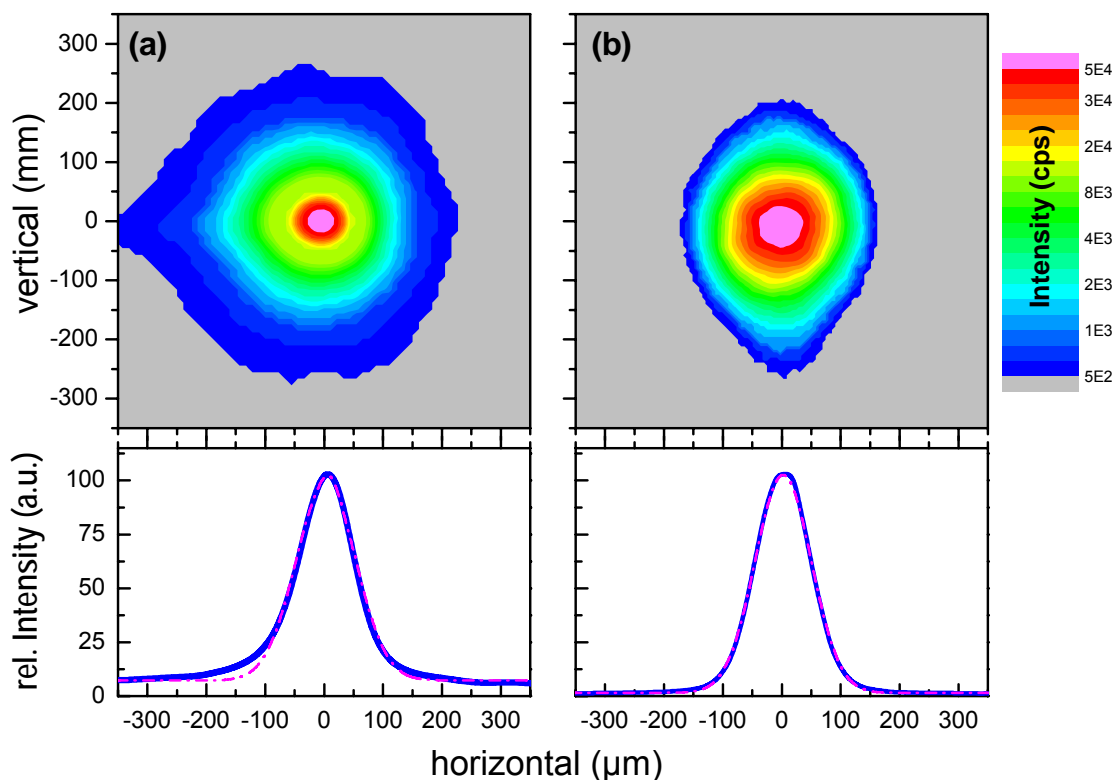 (a)
(b)
300
200
100
0
-100
-200
-300
vertical (mm)
5E4
3E4
2E4
8E3
4E3
2E3
1E3
5E2
Intensity (cps)
100
75
50
25
0
rel. Intensity (a.u.)
-300 -200 -100 0 100 200 300
-300 -200 -100 0 100 200 300
horizontal (µm)